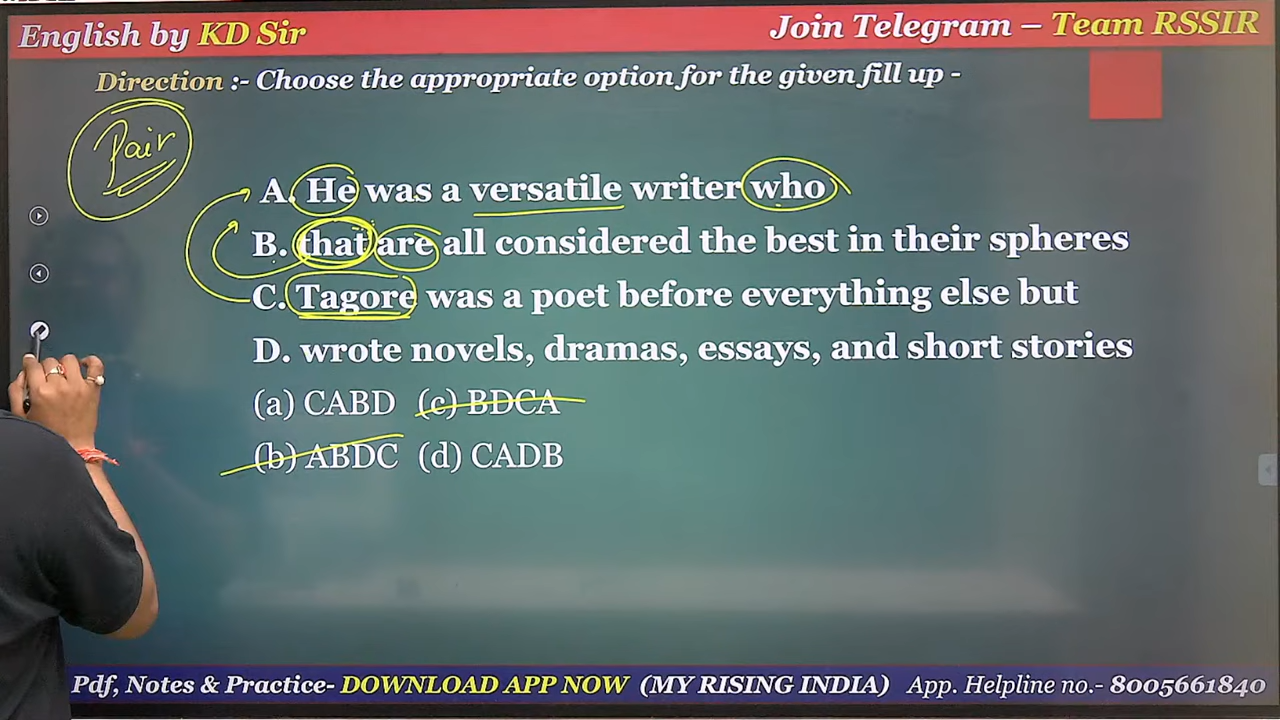 English by KD Sir
Join Telegram – Team RSSIR
Direction :- Choose the appropriate option for the given fill up -
Pair
A. He was a versatile writer who
B. that are all considered the best in their spheres
C. Tagore was a poet before everything else but
D. wrote novels, dramas, essays, and short stories
(a) CABD (c) BDCA
(b) ABDC (d) CADB
Pdf, Notes & Practice- DOWNLOAD APP NOW (MY RISING INDIA) App. Helpline no.- 8005661840